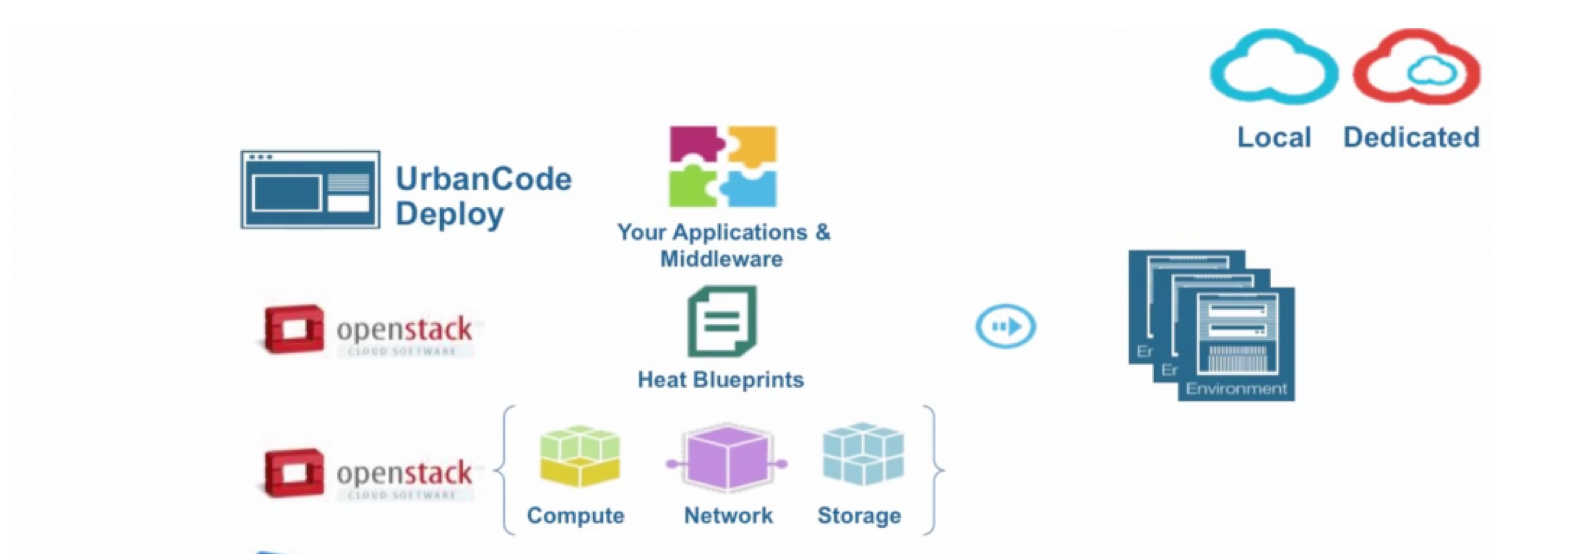 Local Dedicated
UrbanCode
Deploy
Your Applications &
Middleware
openstack
CLOUD SOFTWARE
Heat Blueprints
Er
Er
Environment
openstack
CLOUD SOFTWARE
Compute Network Storage